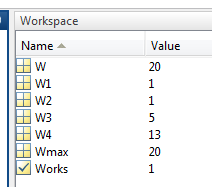 Workspace
Name Value
W 20
W1 1
W2 1
W3 5
W4 13
Wmax 20
Works 1